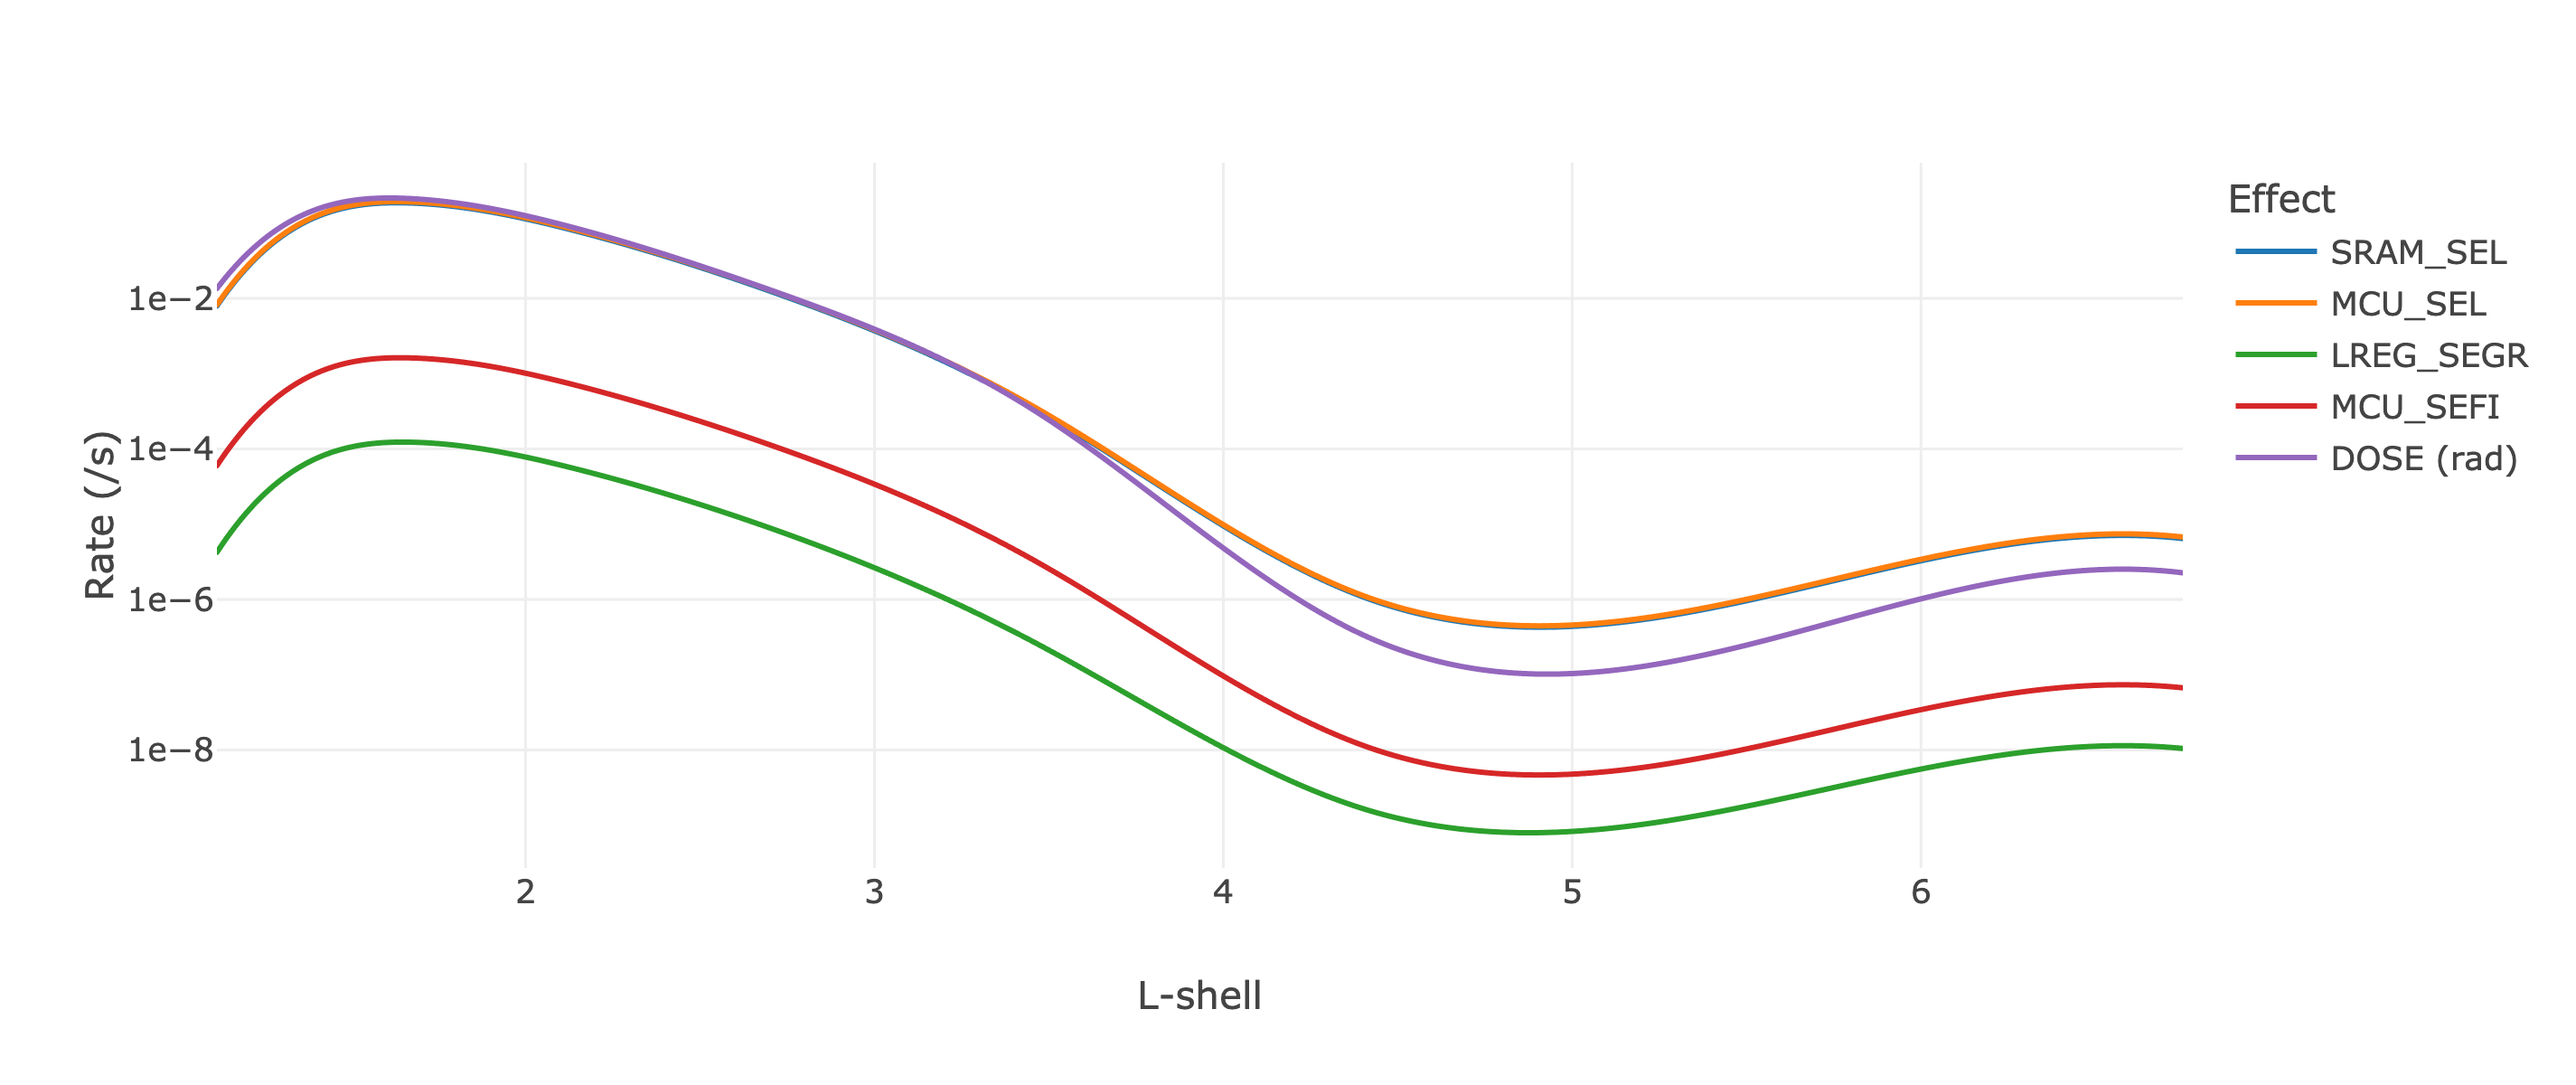 Effect
SRAM_SEL
MCU_SEL
LREG_SEGR
MCU_SEFI
DOSE (rad)
Rate (/s)
1e−2
1e−4
1e−6
1e−8
2
3
4
5
6
L-shell